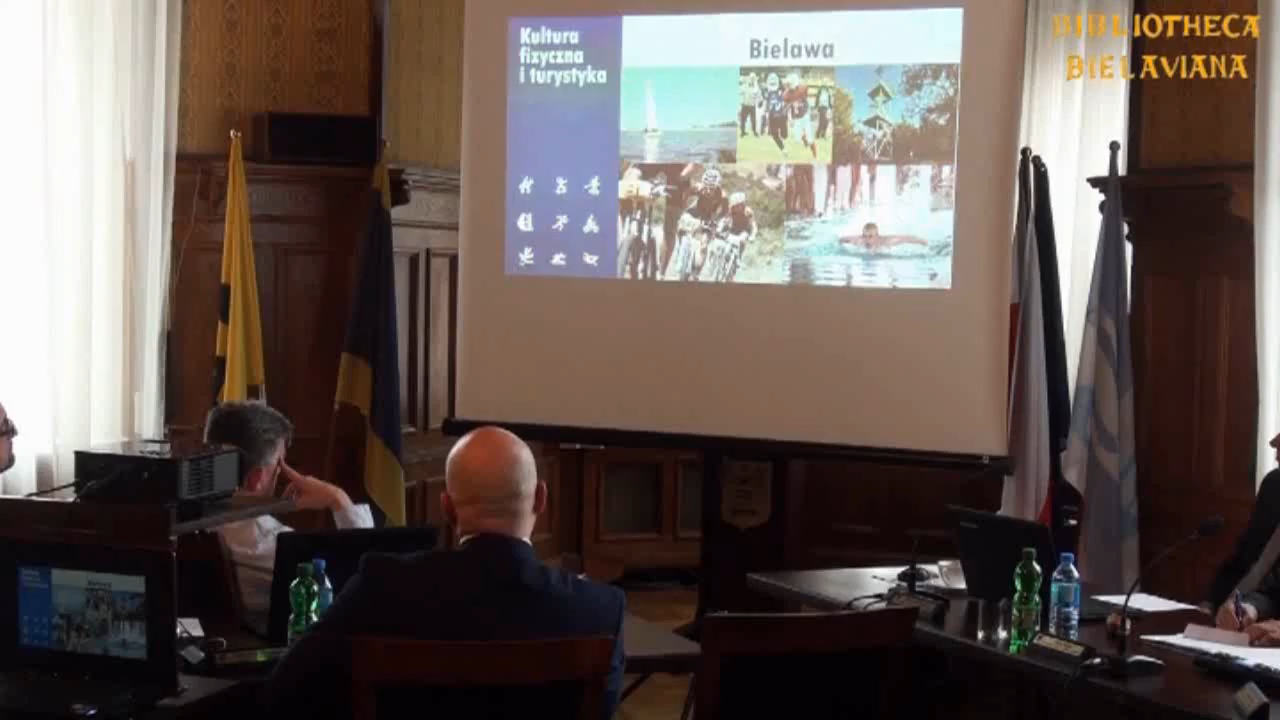 Kultura
fizyczna
i turystyka
Bielawa
BIBLIOTHECA
BIELAVIANA